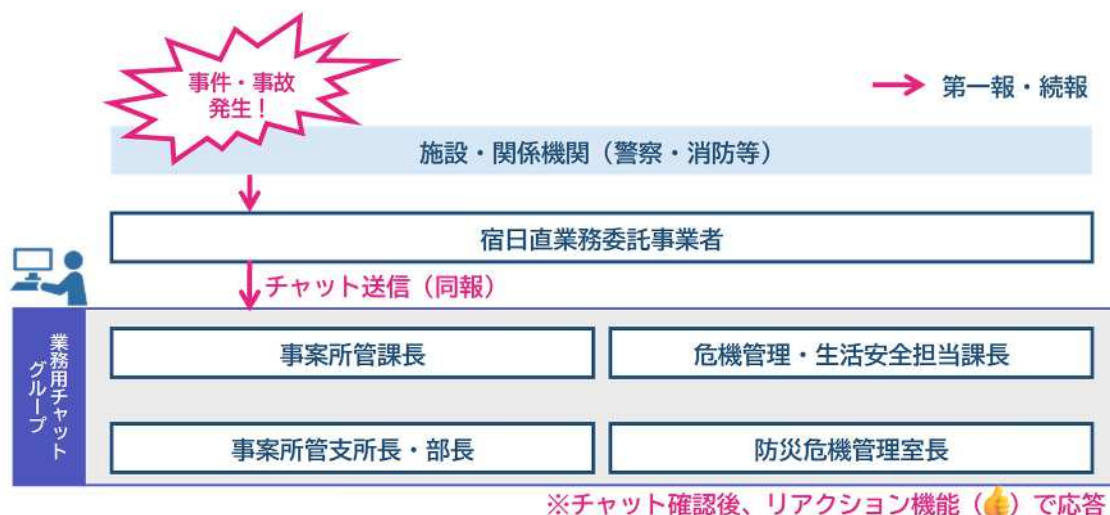 事件・事故
発生！
第一報・続報
施設・関係機関（警察・消防等）
宿日直業務委託事業者
チャット送信（同報）
業務用チャット
グループ
事案所管課長
危機管理・生活安全担当課長
事案所管支所長・部長
防災危機管理室長
※チャット確認後、リアクション機能（👍）で応答